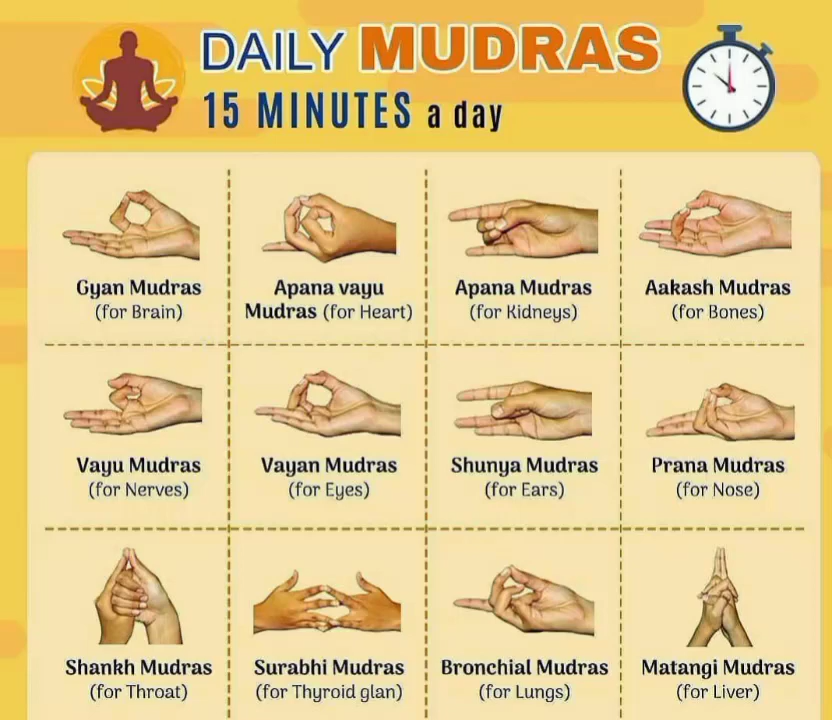 DAILY MUDRAS
15 MINUTES a day
Gyan Mudras
(for Brain)
Apana vayu
Mudras (for Heart)
Apana Mudras
(for Kidneys)
Aakash Mudras
(for Bones)
Vayu Mudras
(for Nerves)
Vayan Mudras
(for Eyes)
Shunya Mudras
(for Ears)
Prana Mudras
(for Nose)
Shankh Mudras
(for Throat)
Surabhi Mudras
(for Thyroid glan)
Bronchial Mudras
(for Lungs)
Matangi Mudras
(for Liver)